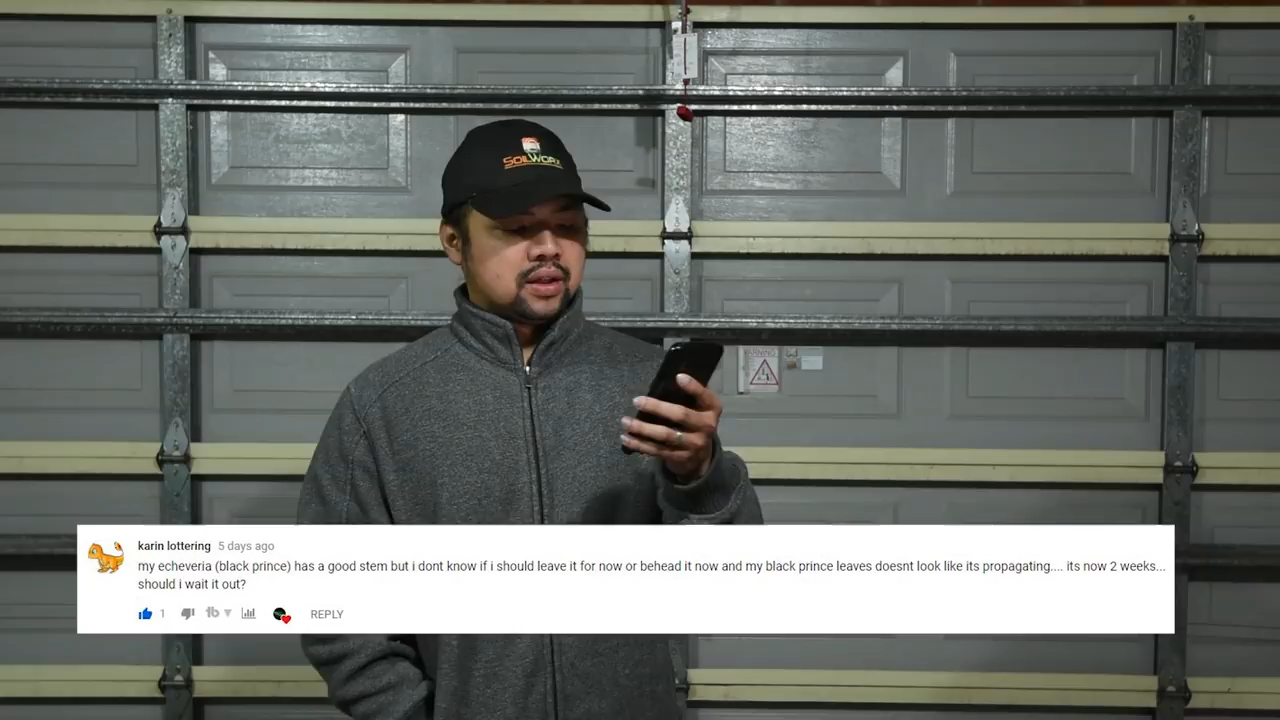 SOILWORX
WARNING
karin lottering 5 days ago
my echeveria (black prince) has a good stem but i dont know if i should leave it for now or behead it now and my black prince leaves doesnt look like its propagating.... its now 2 weeks...
should i wait it out?
1
REPLY